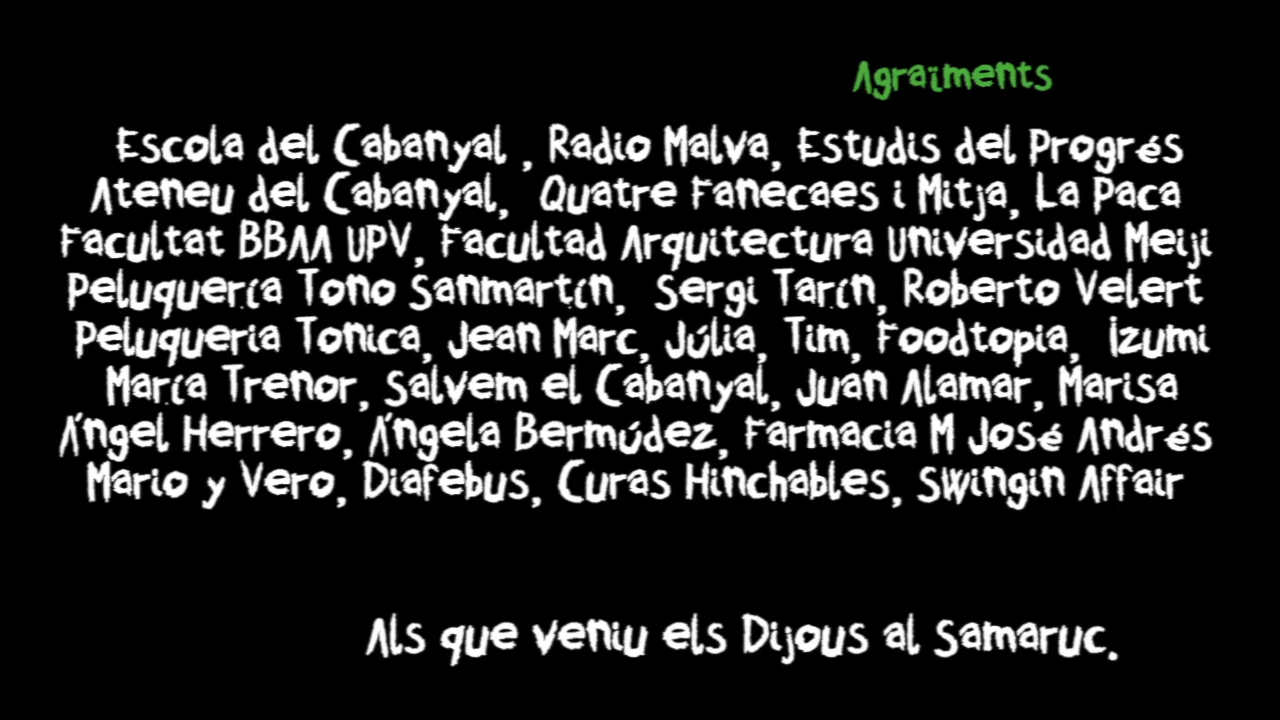 Agraïments
Escola del Cabanyal , Radio Malva, Estudis del Progrés
Ateneu del Cabanyal, Quatre Fanecaes i Mitja, La Paca
Facultat BBAA UPV, Facultad Arquitectura Universidad Meiji
Peluquería Tono Sanmartín, Sergi Tarín, Roberto Velert
Peluqueria Tonica, Jean Marc, Júlia, Tim, Foodtopia, Izumi
María Trenor, Salvem el Cabanyal, Juan Alamar, Marisa
Ángel Herrero, Ángela Bermúdez, Farmacia M José Andrés
Mario y Vero, Diafebus, Curas Hinchables, Swingin Affair
Als que veniu els Dijous al Samaruc.